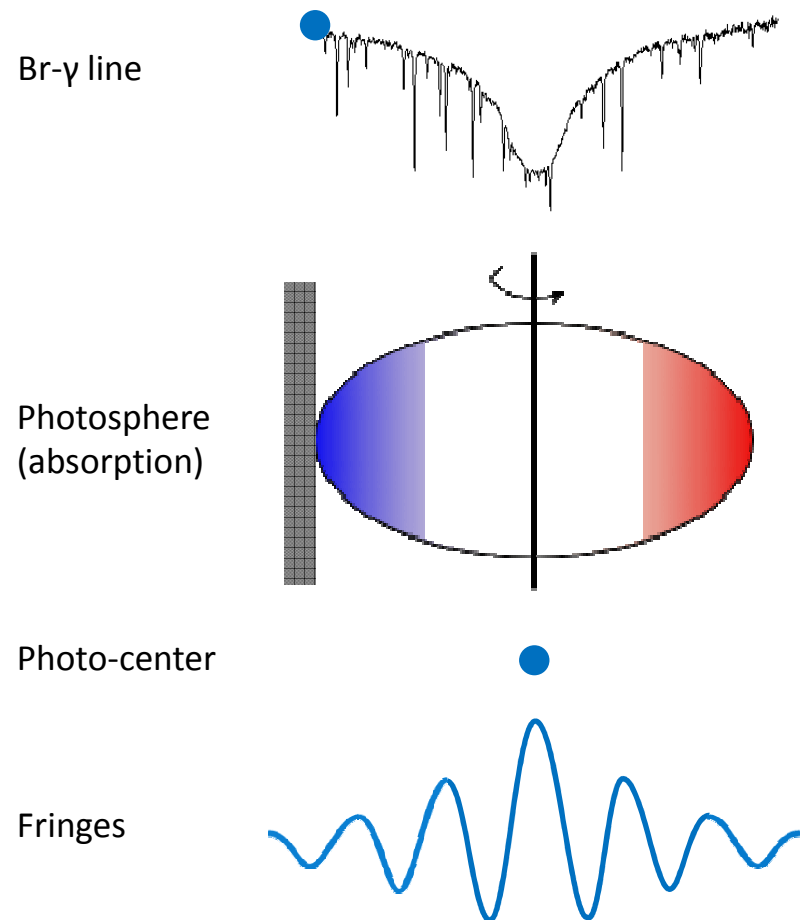 Br-γ line
Photosphere
(absorption)
Photo-center
Fringes